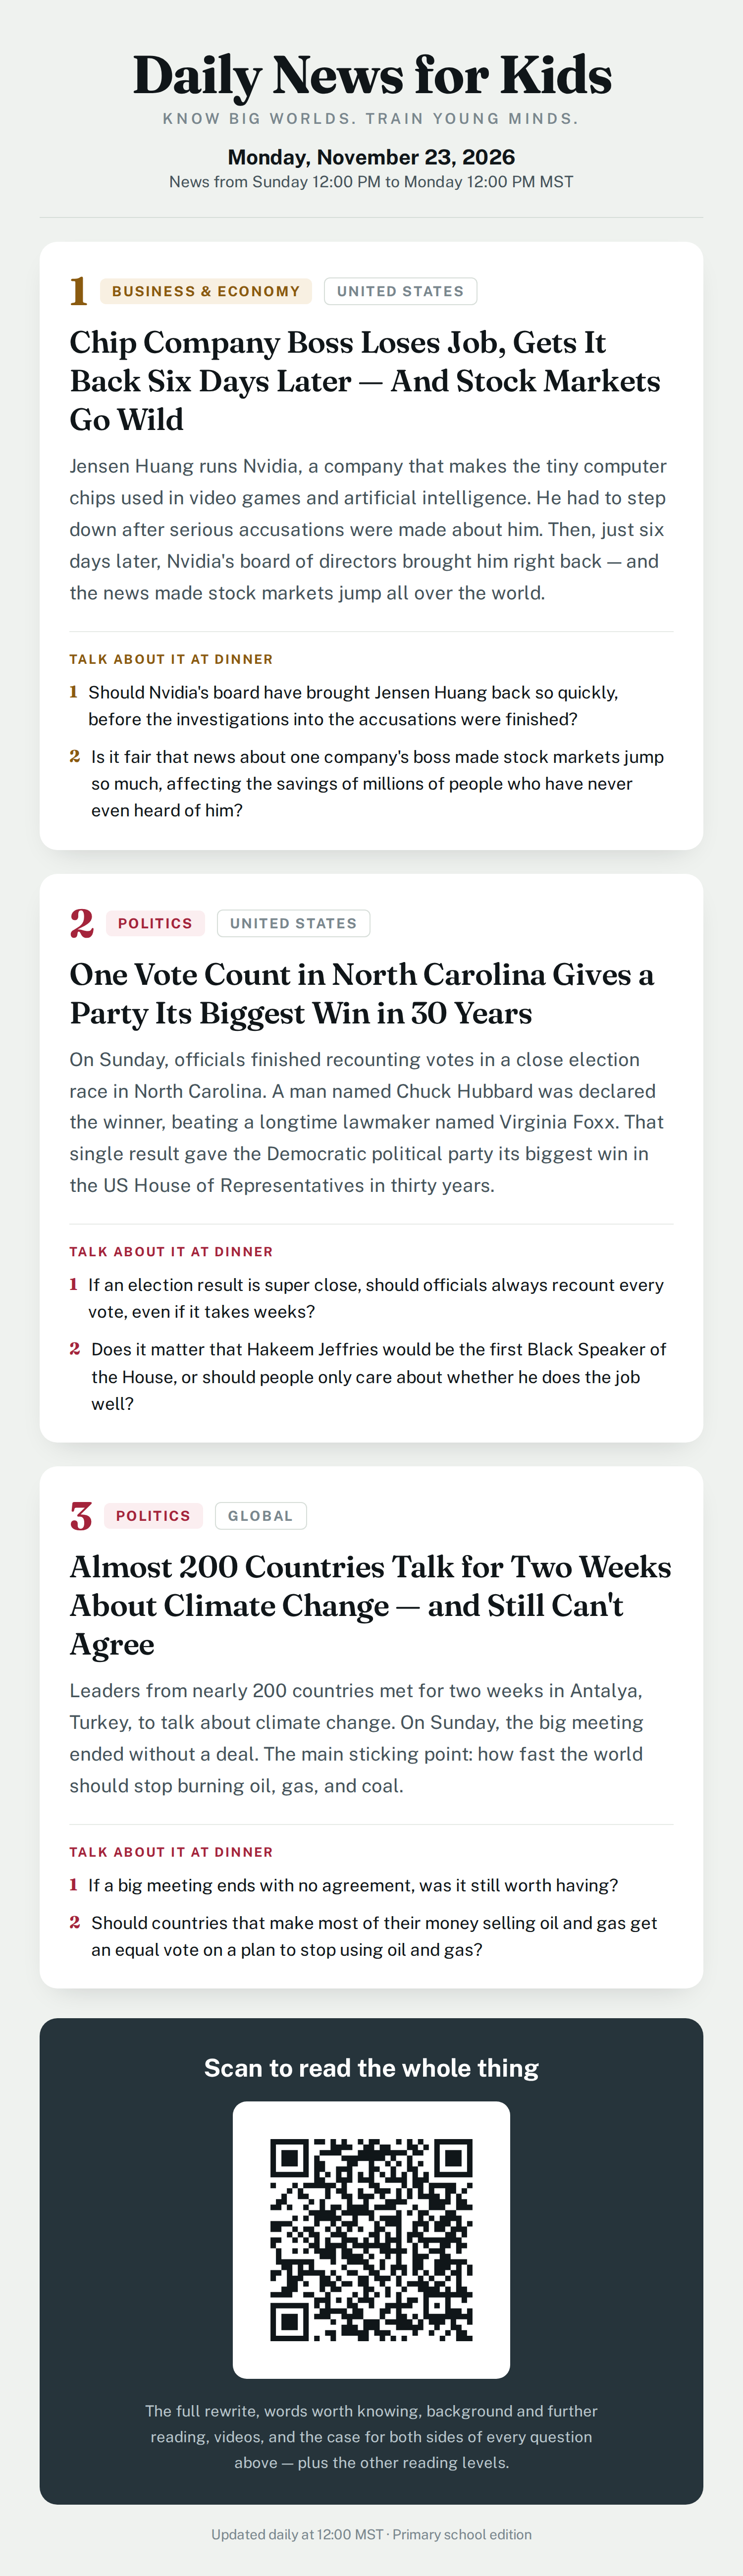 Daily News for Kids
KNOW BIG WORLDS. TRAIN YOUNG MINDS.
Monday, November 23, 2026
News from Sunday 12:00 PM to Monday 12:00 PM MST
1 BUSINESS & ECONOMY UNITED STATES
Chip Company Boss Loses Job, Gets It
Back Six Days Later — And Stock Markets
Go Wild
Jensen Huang runs Nvidia, a company that makes the tiny computer
chips used in video games and artificial intelligence. He had to step
down after serious accusations were made about him. Then, just six
days later, Nvidia's board of directors brought him right back — and
the news made stock markets jump all over the world.
TALK ABOUT IT AT DINNER
1 Should Nvidia's board have brought Jensen Huang back so quickly,
before the investigations into the accusations were finished?
2 Is it fair that news about one company's boss made stock markets jump
so much, affecting the savings of millions of people who have never
even heard of him?
2 POLITICS UNITED STATES
One Vote Count in North Carolina Gives a
Party Its Biggest Win in 30 Years
On Sunday, officials finished recounting votes in a close election
race in North Carolina. A man named Chuck Hubbard was declared
the winner, beating a longtime lawmaker named Virginia Foxx. That
single result gave the Democratic political party its biggest win in
the US House of Representatives in thirty years.
TALK ABOUT IT AT DINNER
1 If an election result is super close, should officials always recount every
vote, even if it takes weeks?
2 Does it matter that Hakeem Jeffries would be the first Black Speaker of
the House, or should people only care about whether he does the job
well?
3 POLITICS GLOBAL
Almost 200 Countries Talk for Two Weeks
About Climate Change — and Still Can't
Agree
Leaders from nearly 200 countries met for two weeks in Antalya,
Turkey, to talk about climate change. On Sunday, the big meeting
ended without a deal. The main sticking point: how fast the world
should stop burning oil, gas, and coal.
TALK ABOUT IT AT DINNER
1 If a big meeting ends with no agreement, was it still worth having?
2 Should countries that make most of their money selling oil and gas get
an equal vote on a plan to stop using oil and gas?
Scan to read the whole thing
The full rewrite, words worth knowing, background and further
reading, videos, and the case for both sides of every question
above — plus the other reading levels.
Updated daily at 12:00 MST · Primary school edition